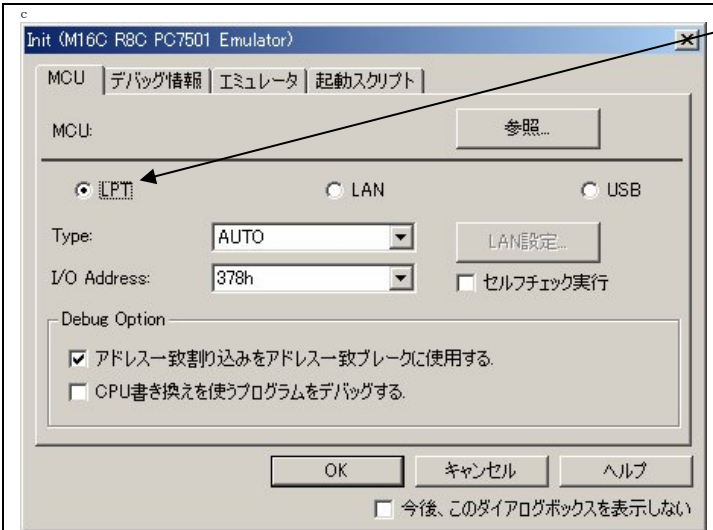 c
Init (M16C R8C PC7501 Emulator)
MCU デバッグ情報 エミュレータ 起動スクリプト
MCU: 参照...
LPT LAN USB
Type: AUTO LAN設定...
I/O Address: 378h セルフチェック実行
Debug Option
アドレス一致割り込みをアドレス一致ブレークに使用する.
CPU書き換えを使うプログラムをデバッグする.
OK キャンセル ヘルプ
今後、このダイアログボックスを表示しない